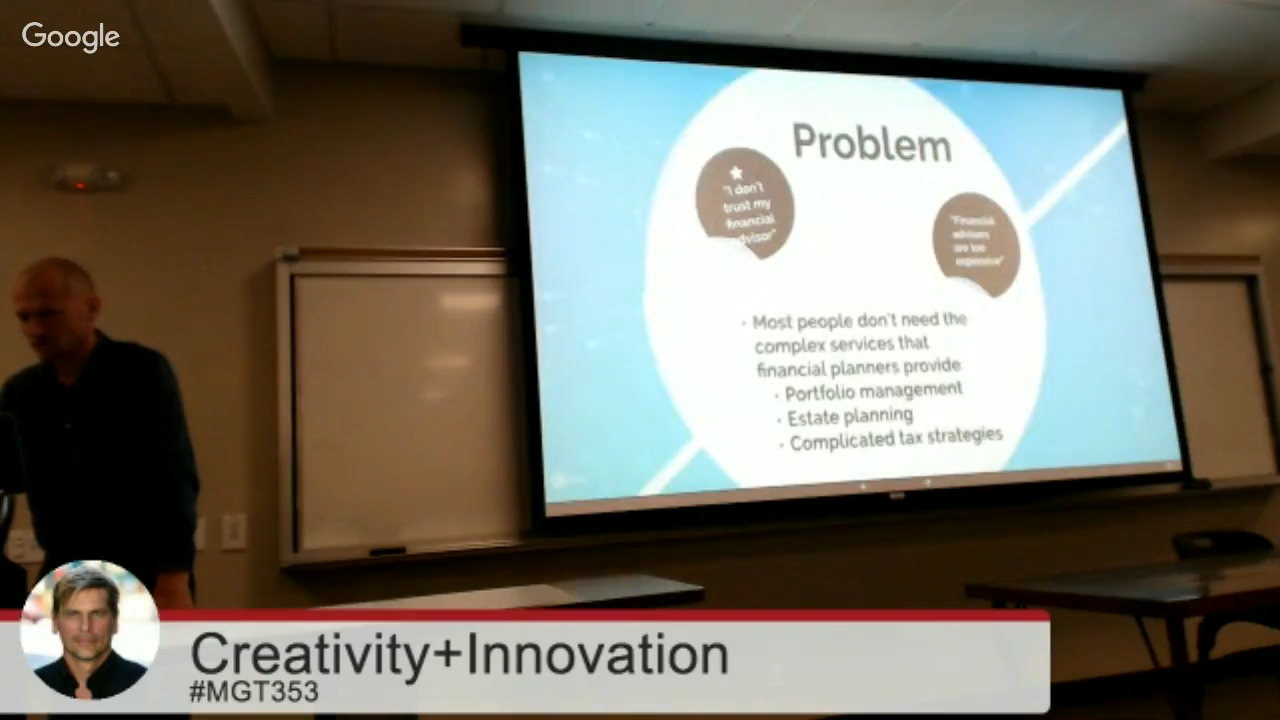 Google
Problem
"I don't
trust my
financial
advisor"
"Financial
advisors
are too
expensive"
· Most people don't need the
complex services that
financial planners provide
· Portfolio management
· Estate planning
· Complicated tax strategies
Creativity+Innovation
#MGT353